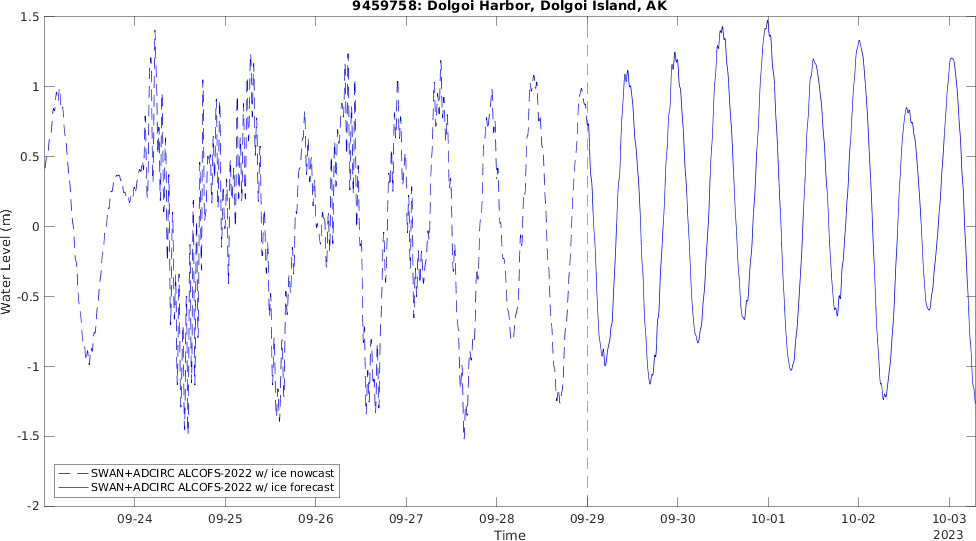 9459758: Dolgoi Harbor, Dolgoi Island, AK
1.5
1
0.5
0
-0.5
-1
-1.5
-2
Water Level (m)
SWAN+ADCIRC ALCOFS-2022 w/ ice nowcast
SWAN+ADCIRC ALCOFS-2022 w/ ice forecast
09-24 09-25 09-26 09-27 09-28 09-29 09-30 10-01 10-02 10-03
Time
2023